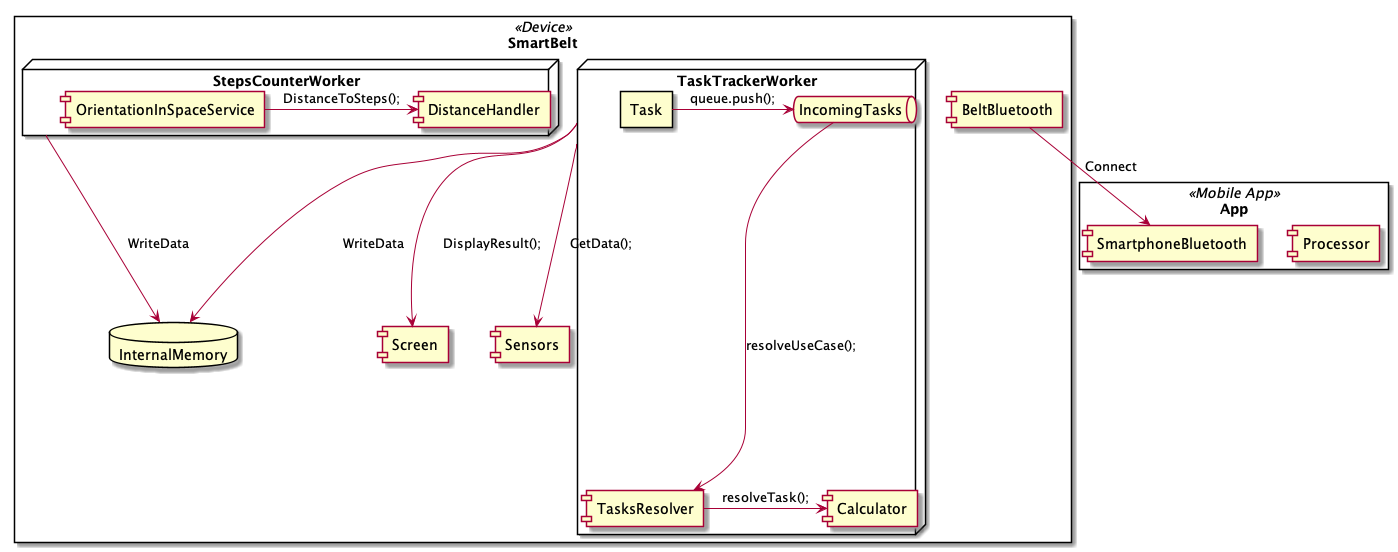 «Device»
SmartBelt
StepsCounterWorker
OrientationInSpaceService
DistanceToSteps();
DistanceHandler
TaskTrackerWorker
Task
queue.push();
IncomingTasks
BeltBluetooth
Connect
«Mobile App»
App
SmartphoneBluetooth
Processor
WriteData
WriteData
DisplayResult();
GetData();
InternalMemory
Screen
Sensors
resolveUseCase();
TasksResolver
resolveTask();
Calculator